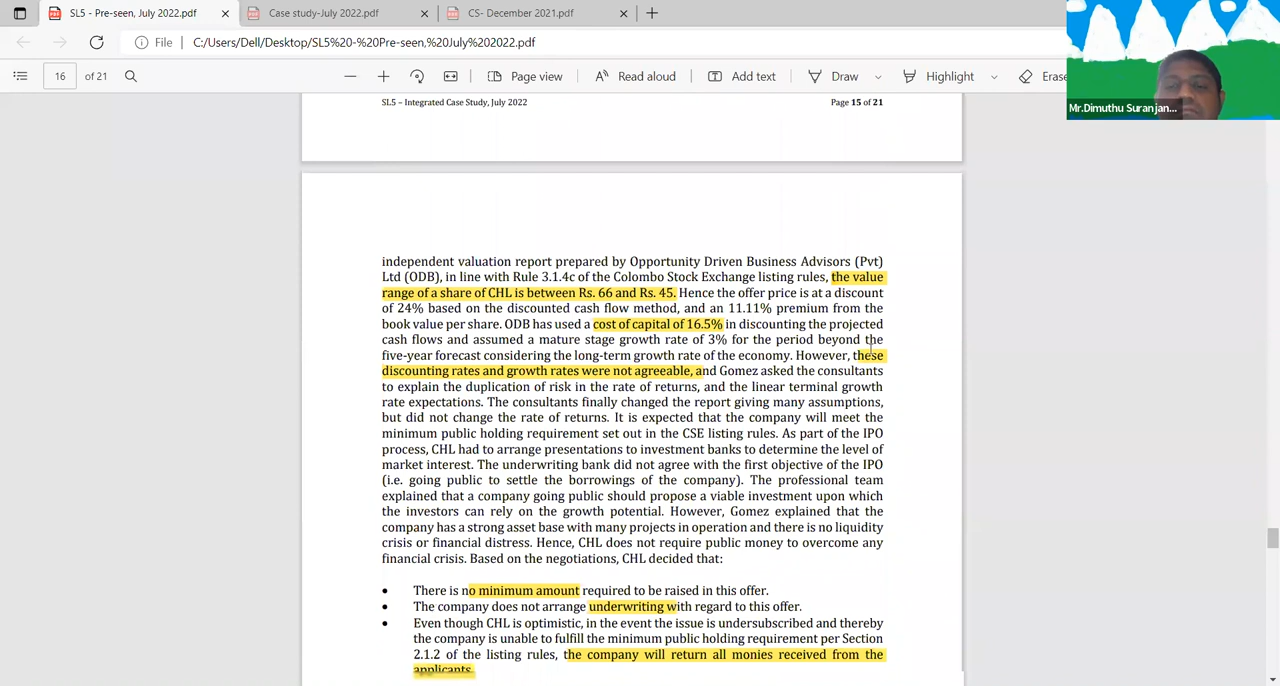 SL5 - Pre-seen, July 2022.pdf
Case study-July 2022.pdf
CS- December 2021.pdf
File
C:/Users/Dell/Desktop/SL5%20-%20Pre-seen,%20July%202022.pdf
16 of 21
Page view
Read aloud
Add text
Draw
Highlight
Erase
Mr.Dimuthu Suranjan...
SL5 – Integrated Case Study, July 2022
Page 15 of 21
independent valuation report prepared by Opportunity Driven Business Advisors (Pvt)
Ltd (ODB), in line with Rule 3.1.4c of the Colombo Stock Exchange listing rules, the value
range of a share of CHL is between Rs. 66 and Rs. 45. Hence the offer price is at a discount
of 24% based on the discounted cash flow method, and an 11.11% premium from the
book value per share. ODB has used a cost of capital of 16.5% in discounting the projected
cash flows and assumed a mature stage growth rate of 3% for the period beyond the
five-year forecast considering the long-term growth rate of the economy. However, these
discounting rates and growth rates were not agreeable, and Gomez asked the consultants
to explain the duplication of risk in the rate of returns, and the linear terminal growth
rate expectations. The consultants finally changed the report giving many assumptions,
but did not change the rate of returns. It is expected that the company will meet the
minimum public holding requirement set out in the CSE listing rules. As part of the IPO
process, CHL had to arrange presentations to investment banks to determine the level of
market interest. The underwriting bank did not agree with the first objective of the IPO
(i.e. going public to settle the borrowings of the company). The professional team
explained that a company going public should propose a viable investment upon which
the investors can rely on the growth potential. However, Gomez explained that the
company has a strong asset base with many projects in operation and there is no liquidity
crisis or financial distress. Hence, CHL does not require public money to overcome any
financial crisis. Based on the negotiations, CHL decided that:
• There is no minimum amount required to be raised in this offer.
• The company does not arrange underwriting with regard to this offer.
• Even though CHL is optimistic, in the event the issue is undersubscribed and thereby
the company is unable to fulfill the minimum public holding requirement per Section
2.1.2 of the listing rules, the company will return all monies received from the
applicants.